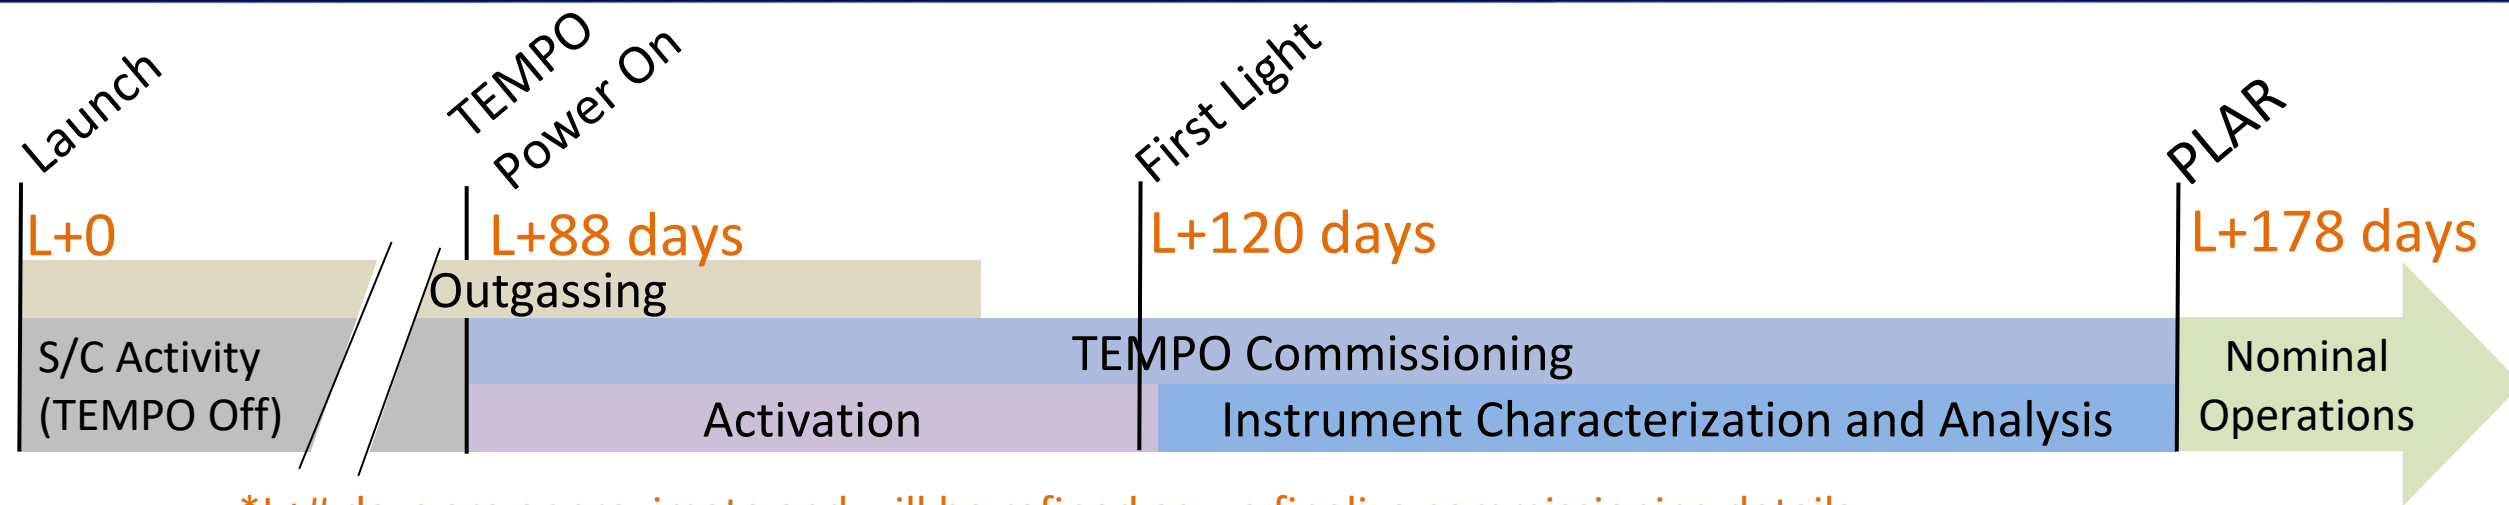 Launch
TEMPO
Power On
First Light
PLAR
L+0
L+88 days
L+120 days
L+178 days
Outgassing
S/C Activity
(TEMPO Off)
TEMPO Commissioning
Activation
Instrument Characterization and Analysis
Nominal
Operations